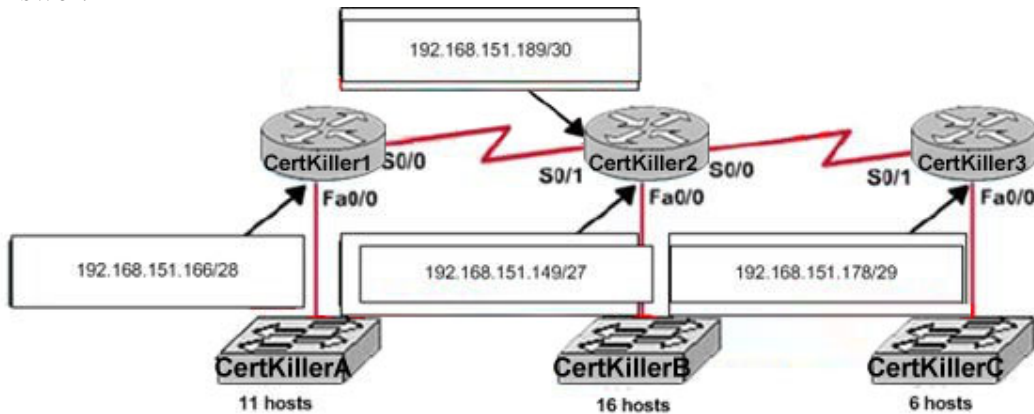 192.168.151.189/30
CertKiller1
S0/0
S0/1
CertKiller2
S0/0
S0/1
CertKiller3
Fa0/0
Fa0/0
Fa0/0
192.168.151.166/28
192.168.151.149/27
192.168.151.178/29
CertKillerA
CertKillerB
CertKillerC
11 hosts
16 hosts
6 hosts